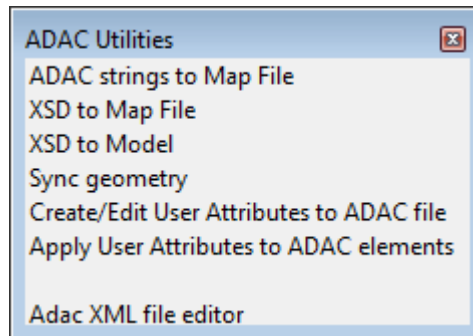 ADAC Utilities
ADAC strings to Map File
XSD to Map File
XSD to Model
Sync geometry
Create/Edit User Attributes to ADAC file
Apply User Attributes to ADAC elements
Adac XML file editor